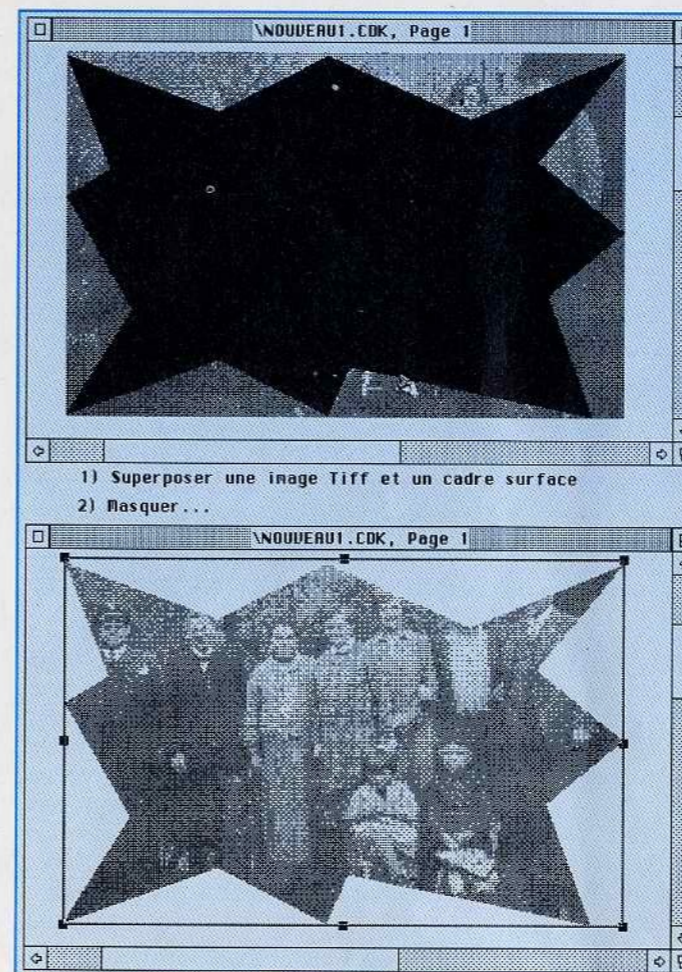 \NOUVEAU1.CDK, Page 1
1) Superposer une image Tiff et un cadre surface
2) Masquer...
\NOUVEAU1.CDK, Page 1